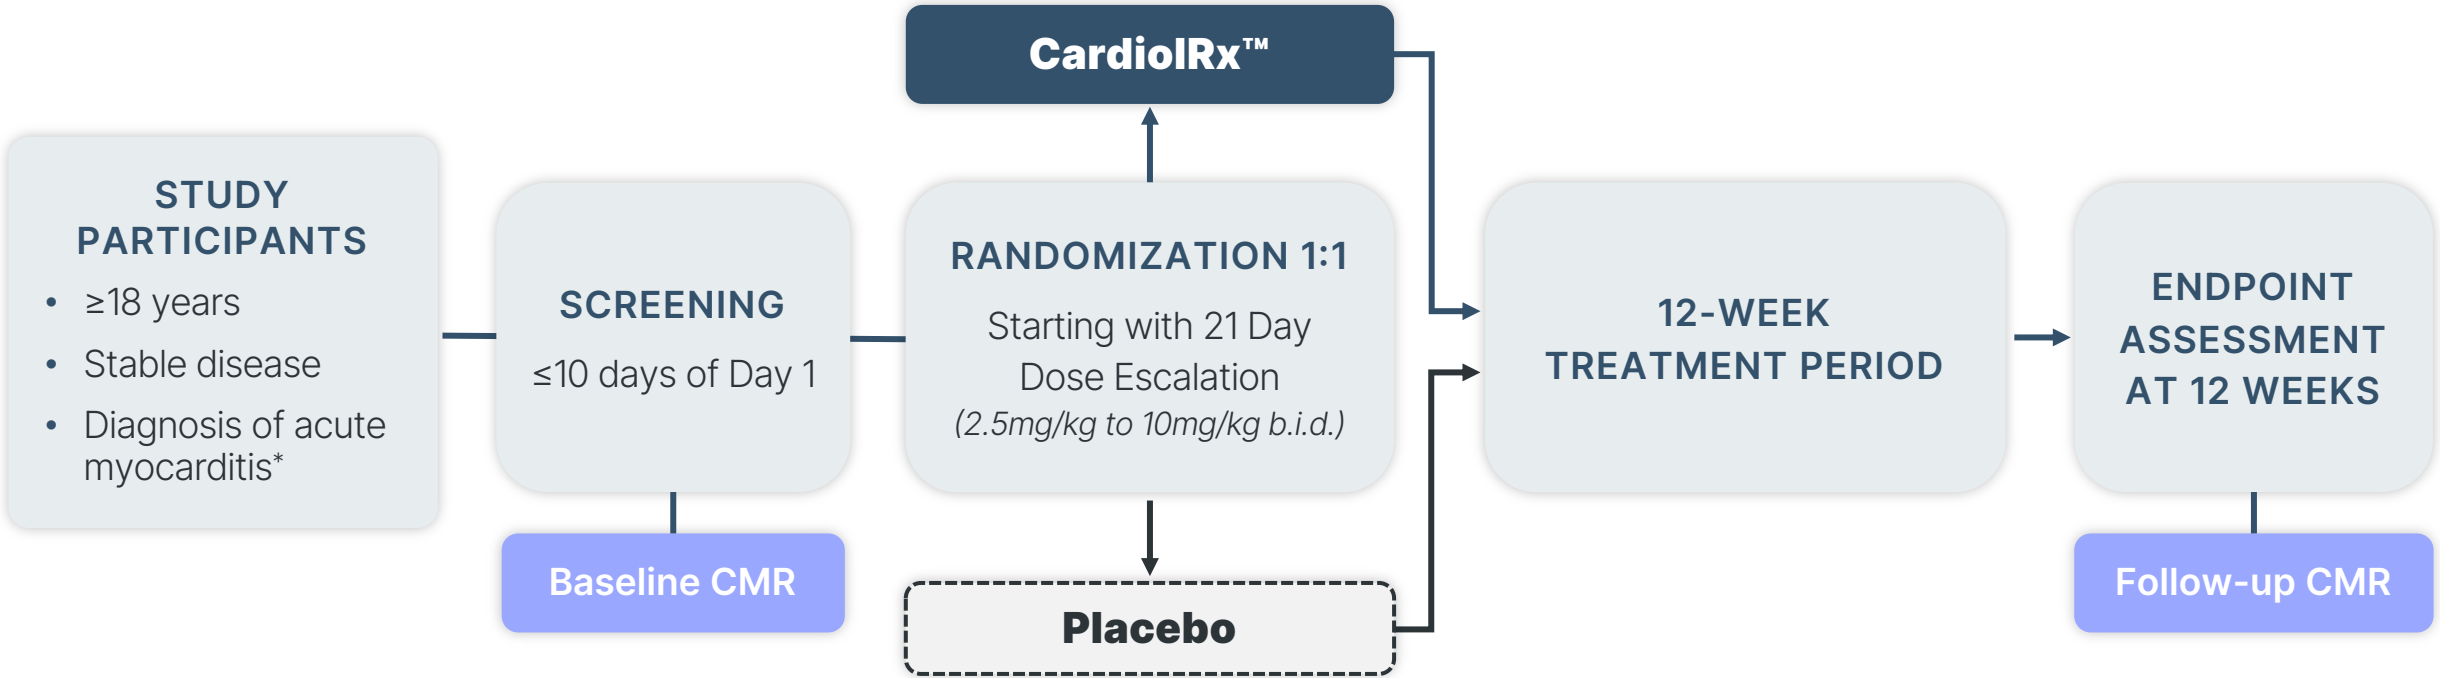 STUDY
PARTICIPANTS
• ≥18 years
• Stable disease
• Diagnosis of acute
myocarditis*
SCREENING
≤10 days of Day 1
Baseline CMR
CardiolRx™
RANDOMIZATION 1:1
Starting with 21 Day
Dose Escalation
(2.5mg/kg to 10mg/kg b.i.d.)
Placebo
12-WEEK
TREATMENT PERIOD
ENDPOINT
ASSESSMENT
AT 12 WEEKS
Follow-up CMR